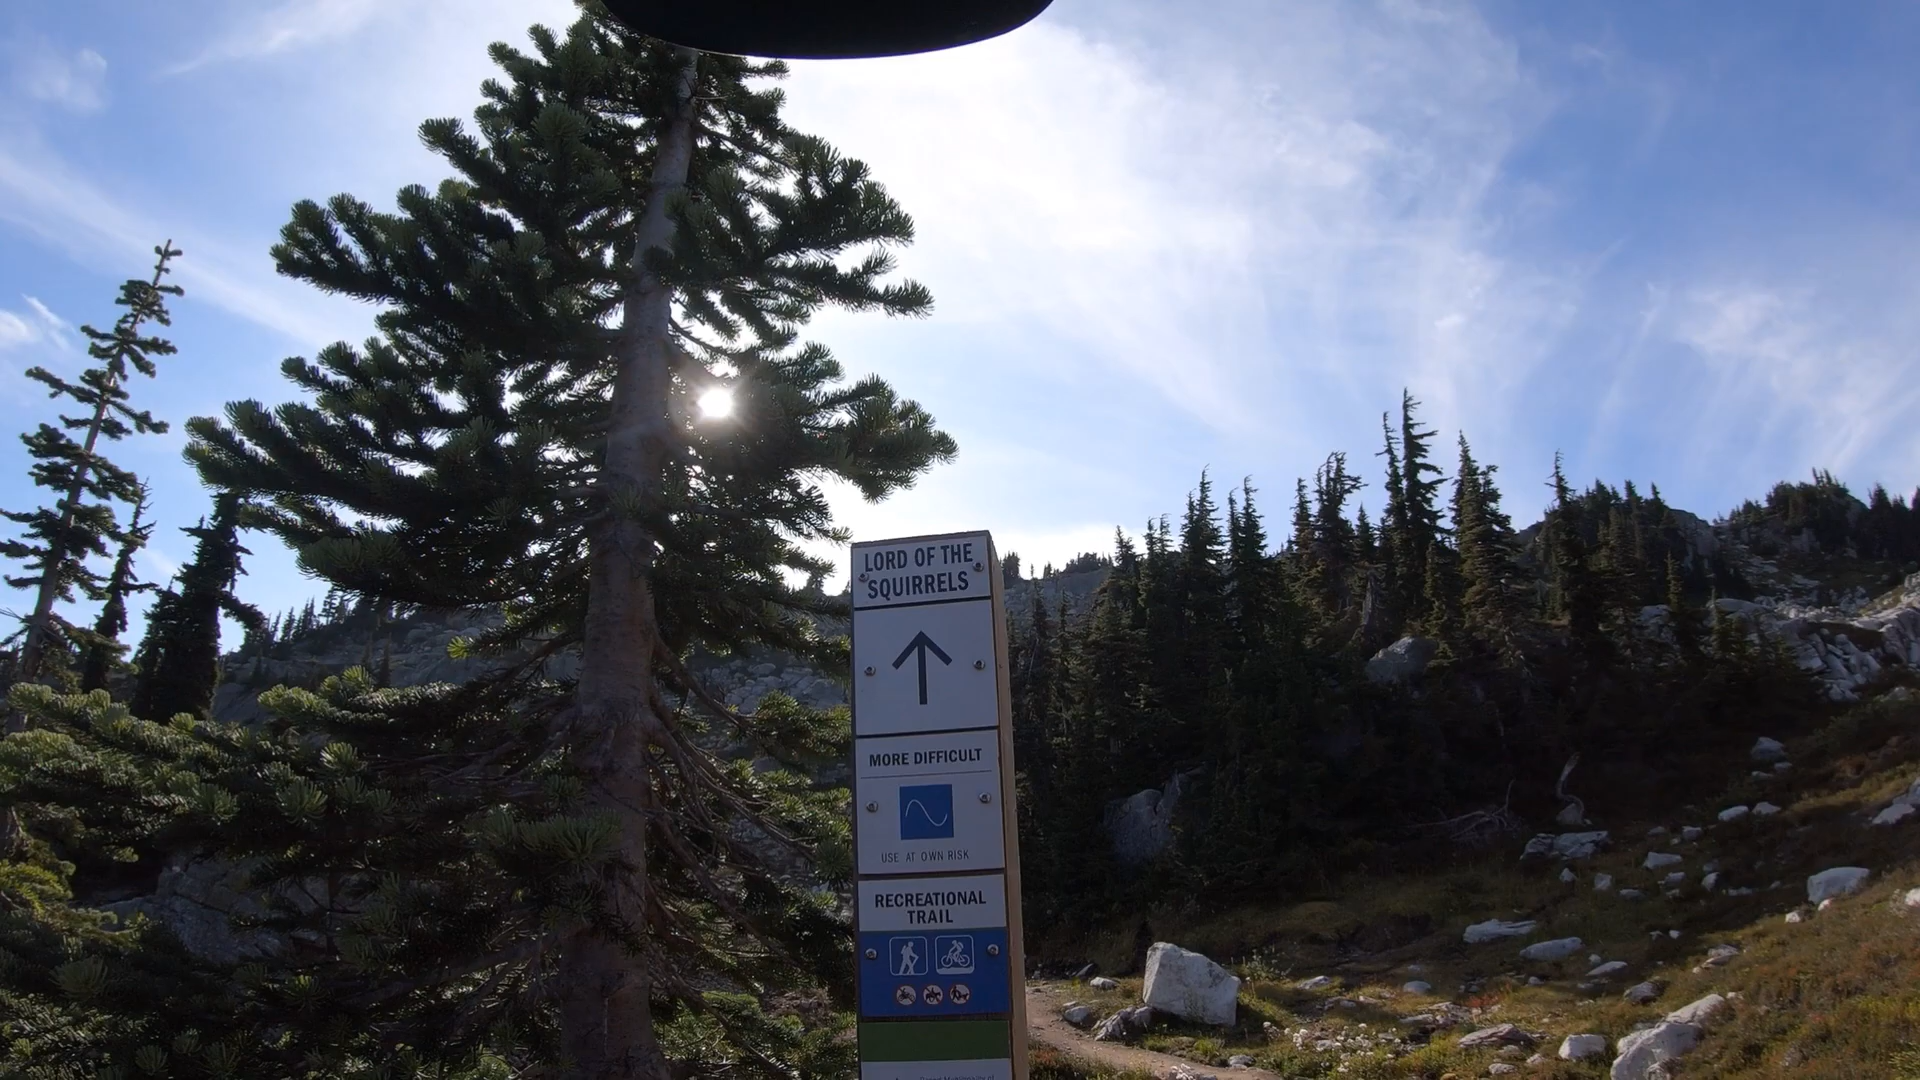 LORD OF THE
SQUIRRELS
MORE DIFFICULT
USE AT OWN RISK
RECREATIONAL
TRAIL